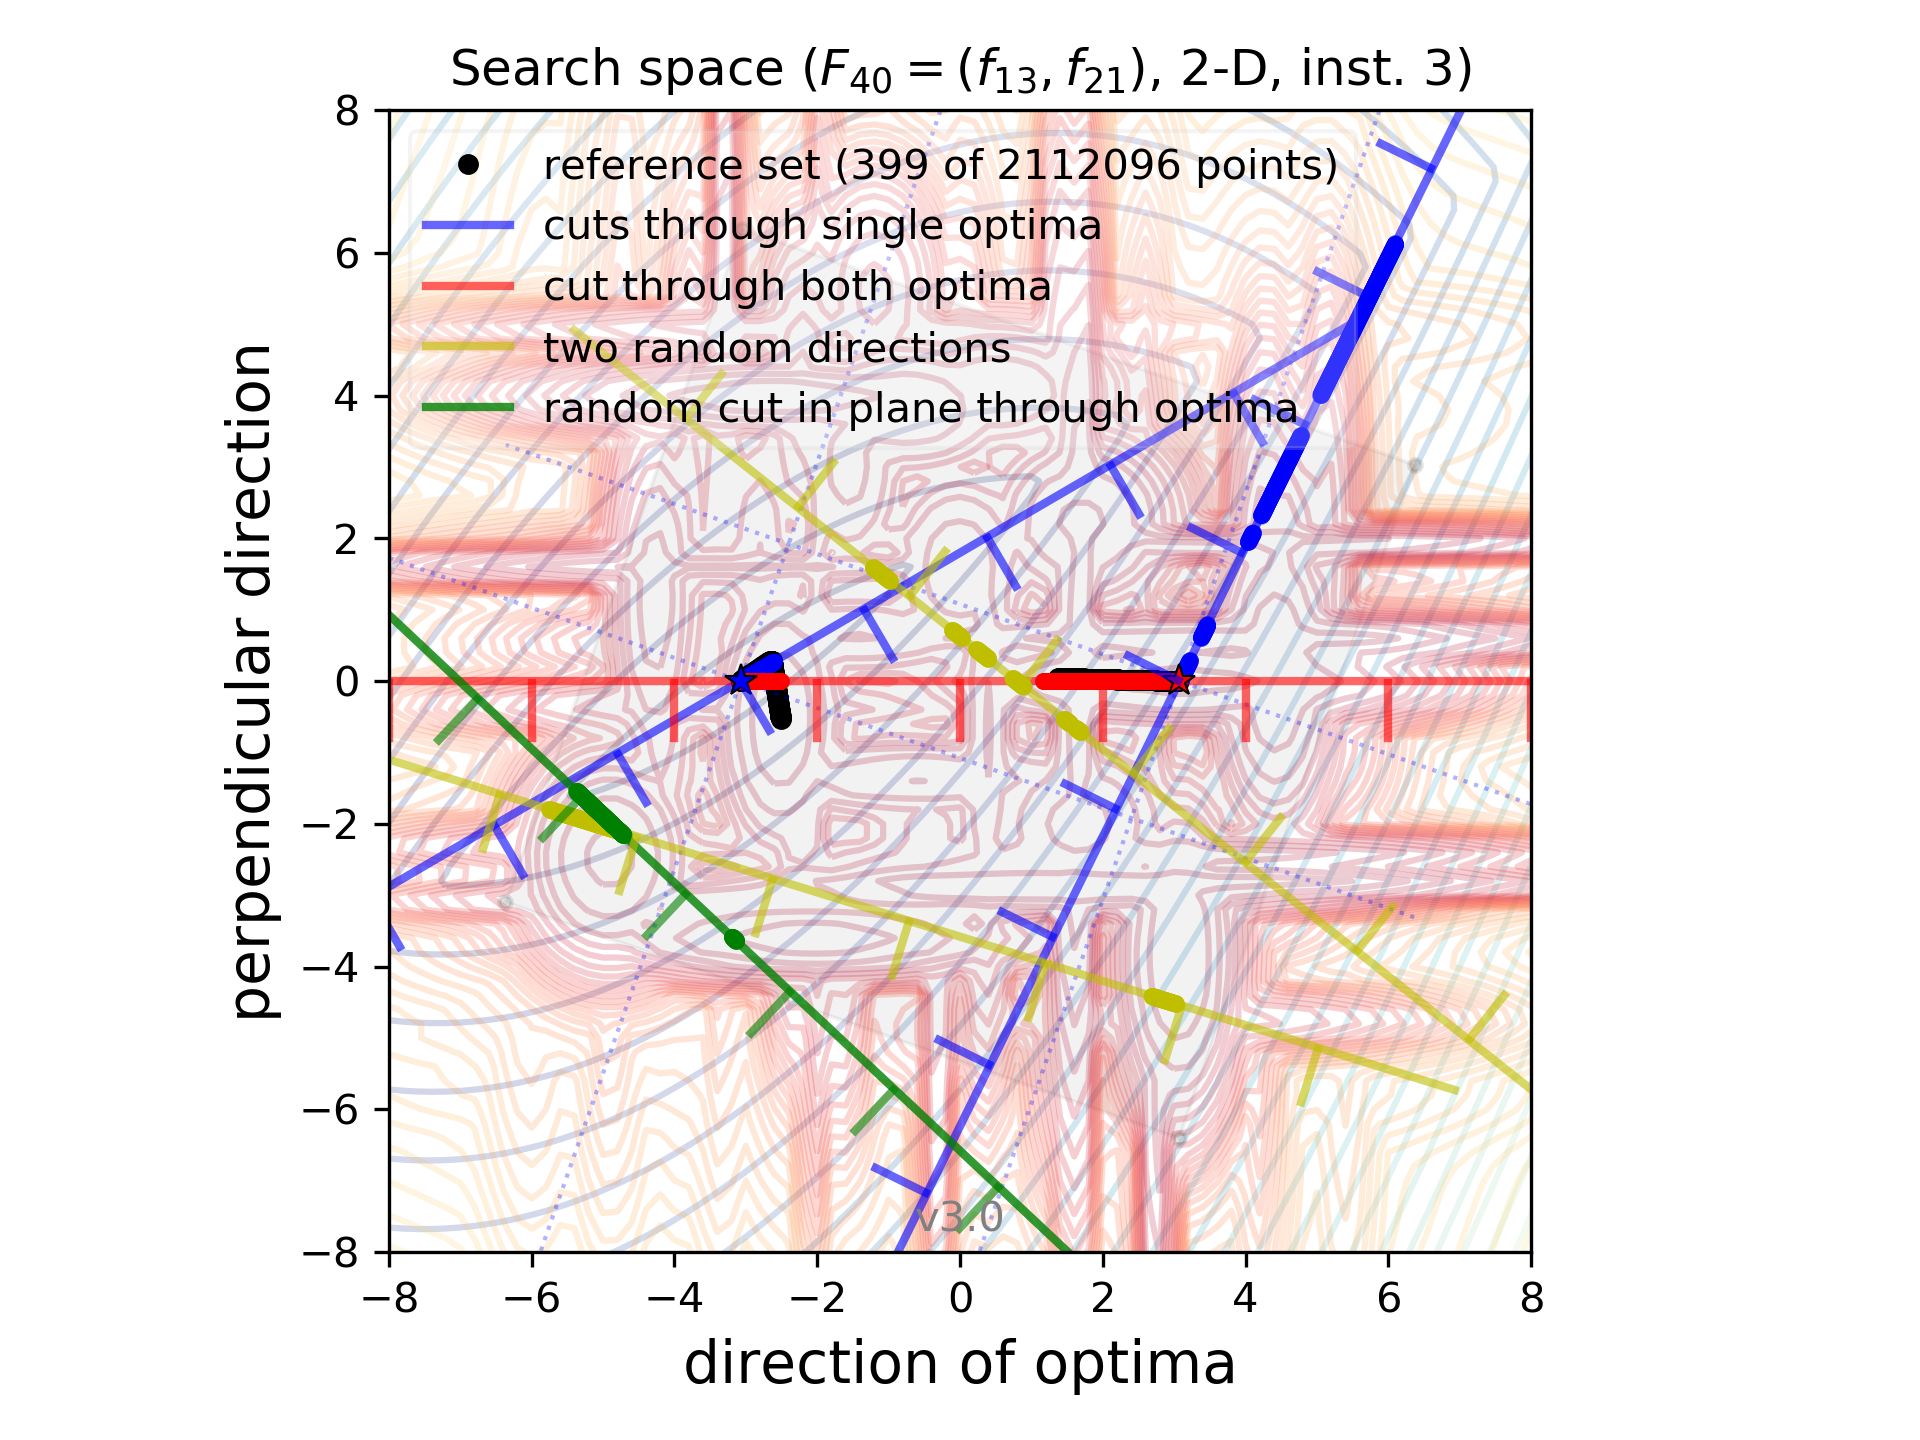 Search space (F₄₀ = (f₁₃, f₂₁), 2-D, inst. 3)
reference set (399 of 2112096 points)
cuts through single optima
cut through both optima
two random directions
random cut in plane through optima
perpendicular direction
8
6
4
2
0
−2
−4
−6
−8
v3.0
−8 −6 −4 −2 0 2 4 6 8
direction of optima